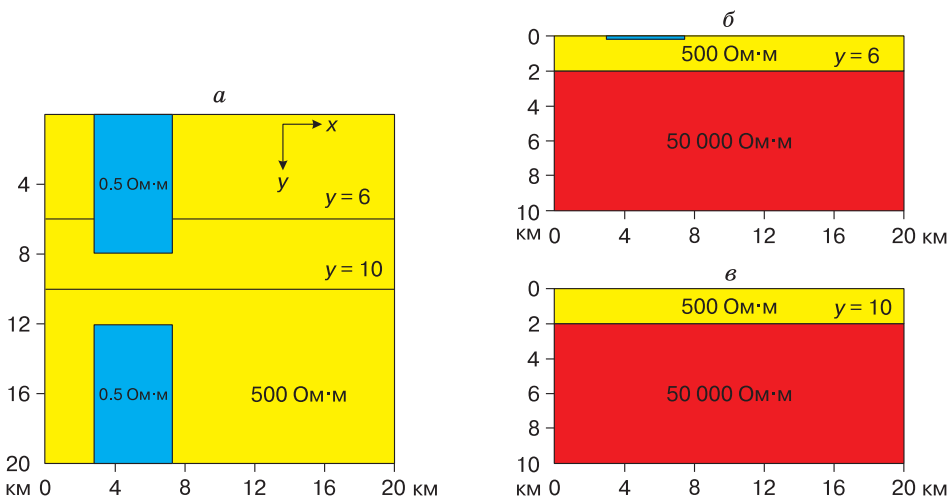 а
x
y
0.5 Ом·м
4
y = 6
8
y = 10
12
0.5 Ом·м
500 Ом·м
16
20
км 0 4 8 12 16 20 км
б
0
500 Ом·м y = 6
2
4
50 000 Ом·м
6
8
10
км 0 4 8 12 16 20 км
в
0
500 Ом·м y = 10
2
4
50 000 Ом·м
6
8
10
км 0 4 8 12 16 20 км